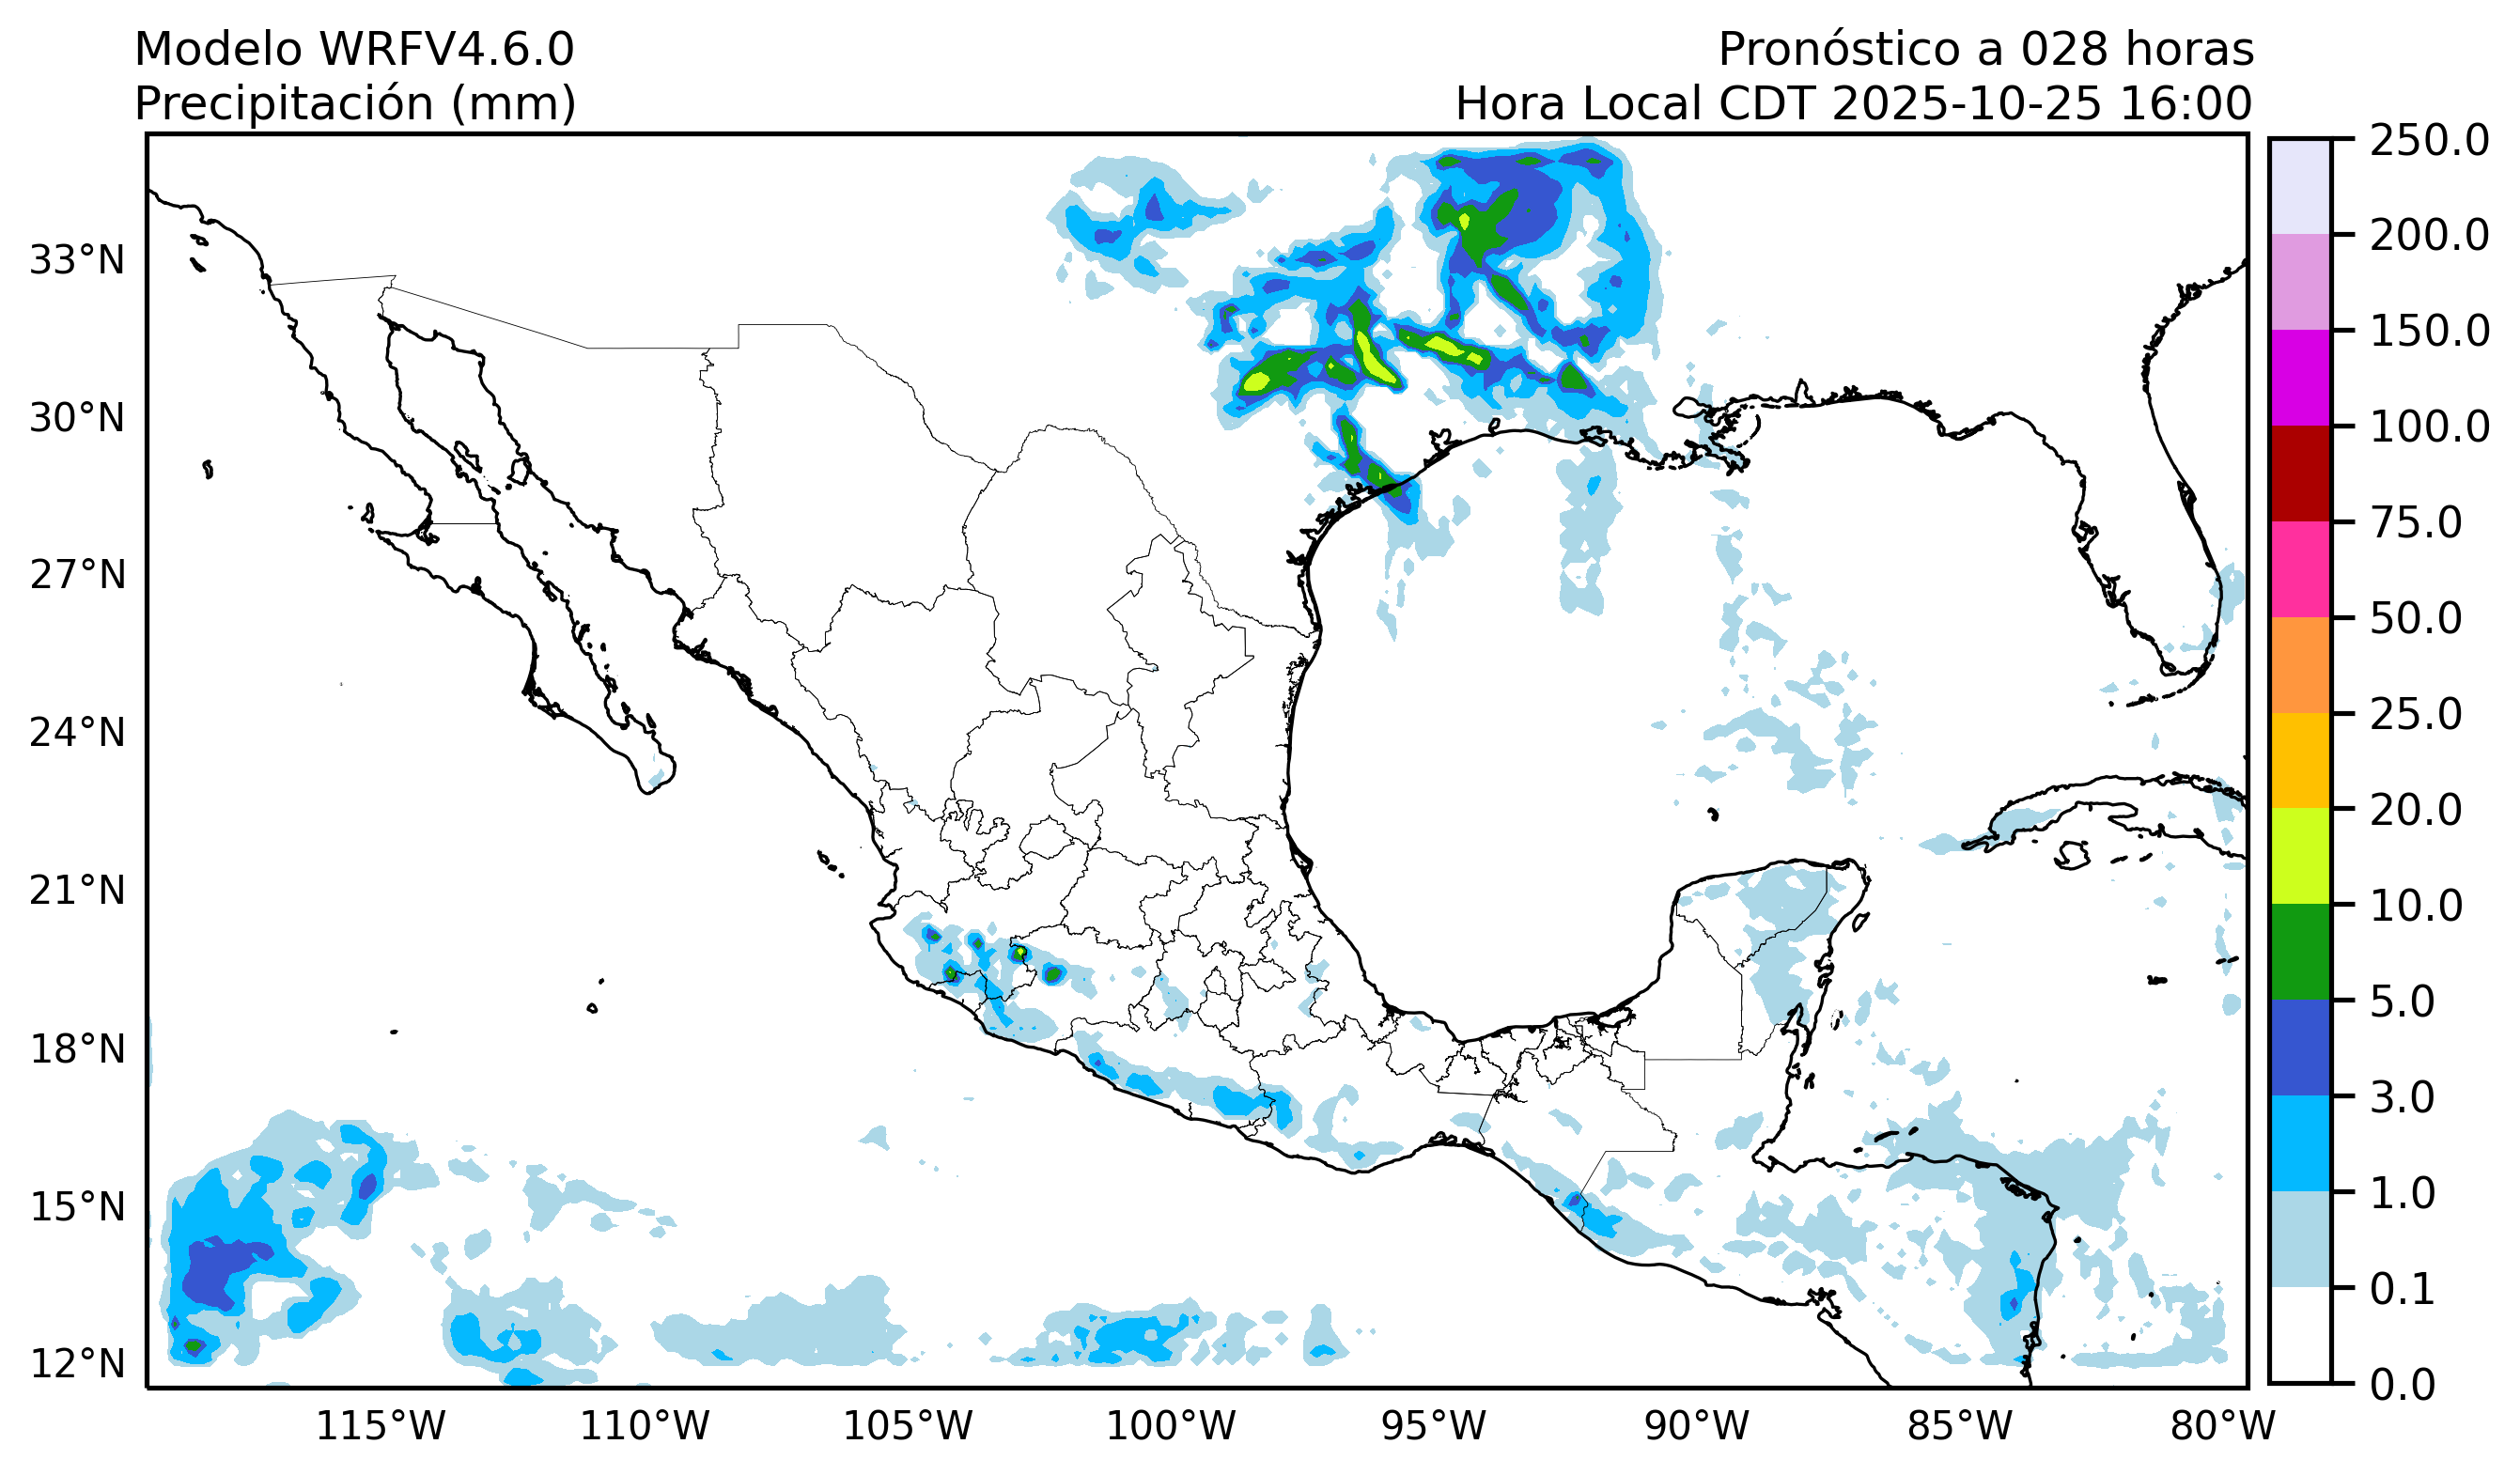 Modelo WRFV4.6.0
Precipitación (mm)
Pronóstico a 028 horas
Hora Local CDT 2025-10-25 16:00
33°N
30°N
27°N
24°N
21°N
18°N
15°N
12°N
115°W
110°W
105°W
100°W
95°W
90°W
85°W
80°W
250.0
200.0
150.0
100.0
75.0
50.0
25.0
20.0
10.0
5.0
3.0
1.0
0.1
0.0